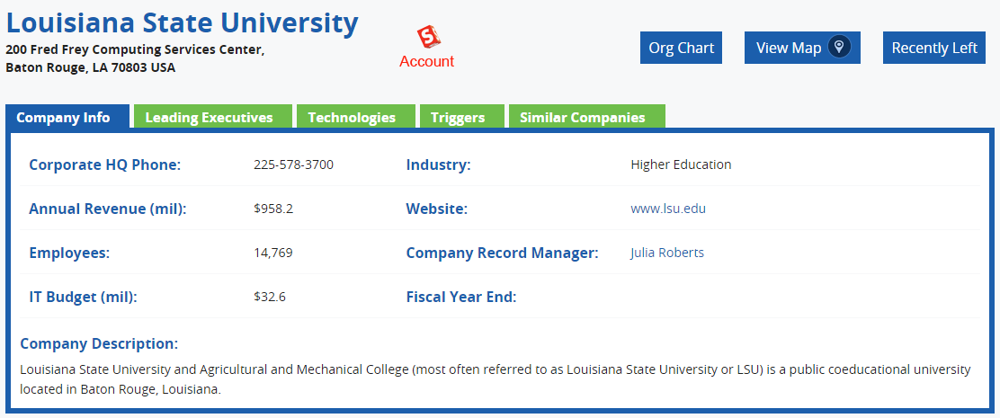 Louisiana State University
200 Fred Frey Computing Services Center,
Baton Rouge, LA 70803 USA
S
Account
Org Chart
View Map
Recently Left
Company Info
Leading Executives
Technologies
Triggers
Similar Companies
Corporate HQ Phone: 225-578-3700 Industry: Higher Education
Annual Revenue (mil): $958.2 Website: www.lsu.edu
Employees: 14,769 Company Record Manager: Julia Roberts
IT Budget (mil): $32.6 Fiscal Year End:
Company Description:
Louisiana State University and Agricultural and Mechanical College (most often referred to as Louisiana State University or LSU) is a public coeducational university
located in Baton Rouge, Louisiana.